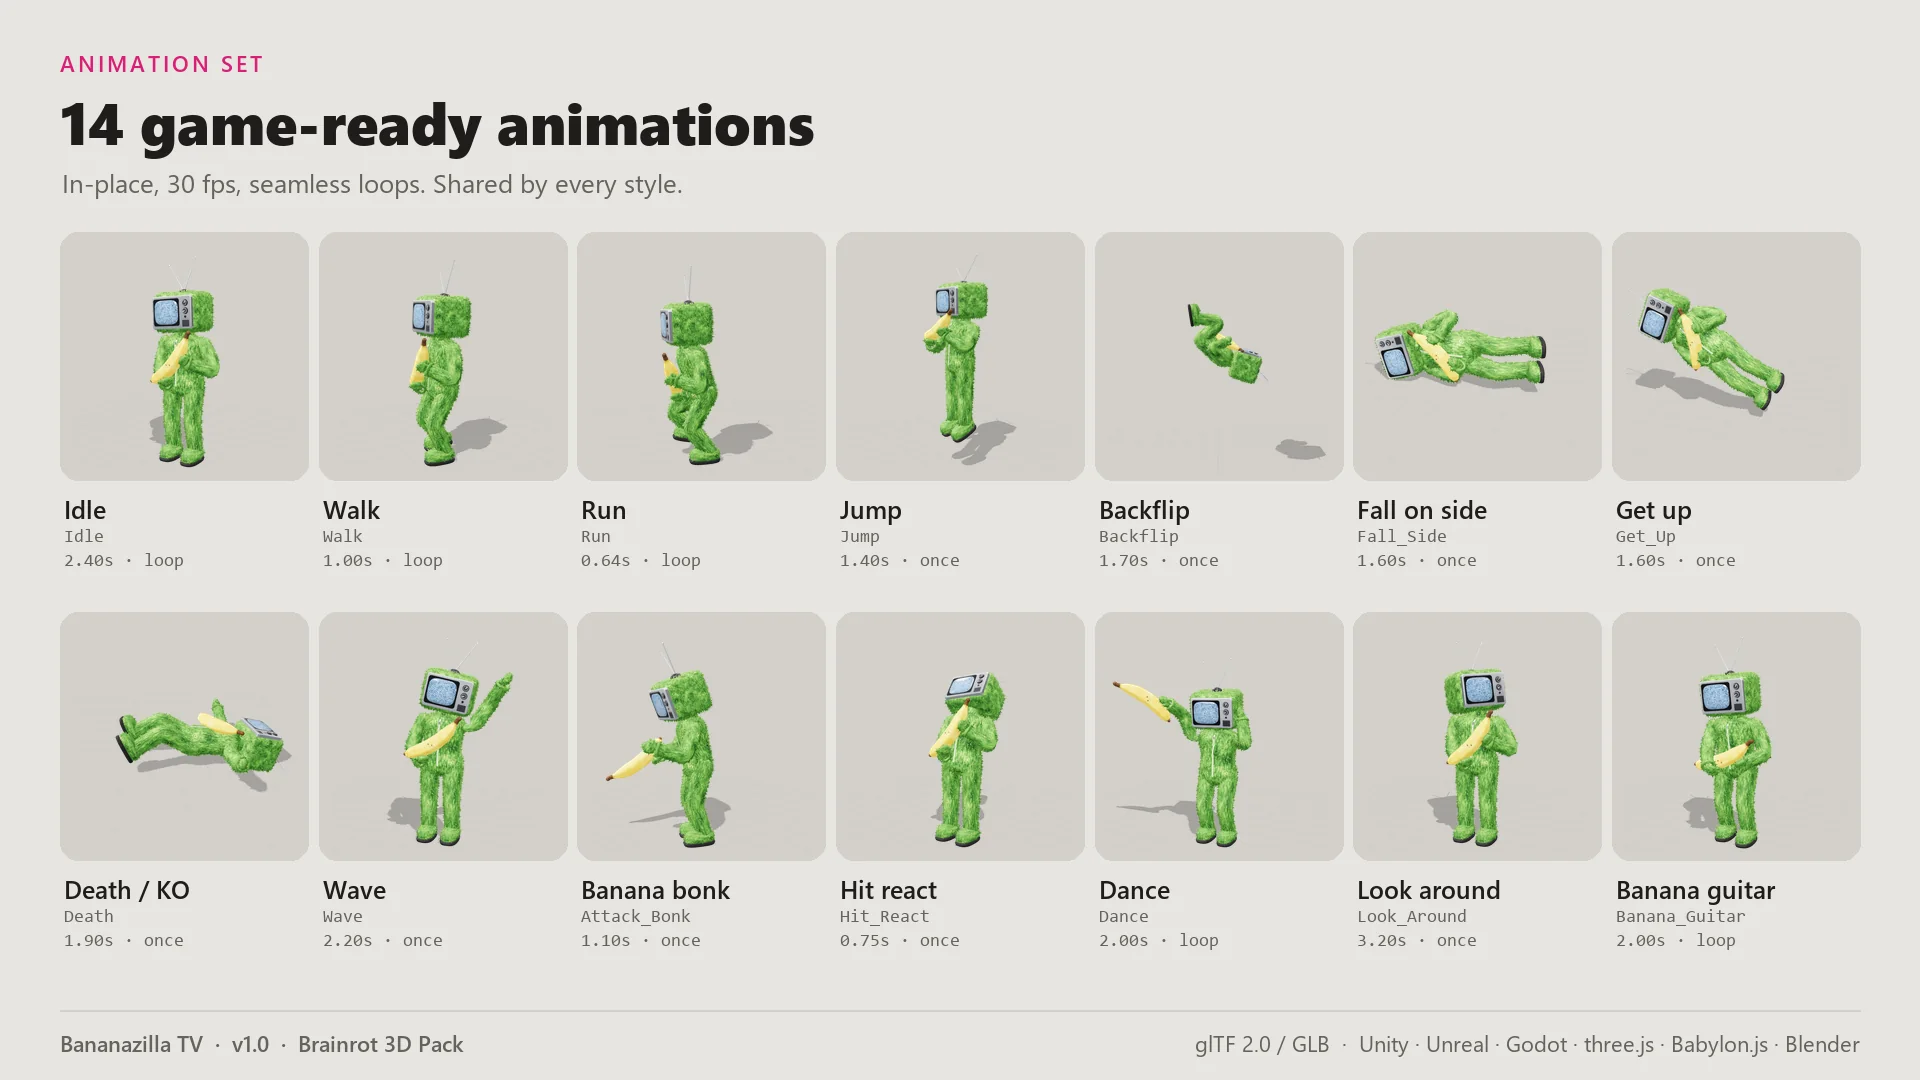 ANIMATION SET
14 game-ready animations
In-place, 30 fps, seamless loops. Shared by every style.
Idle
Idle
2.40s · loop
Walk
Walk
1.00s · loop
Run
Run
0.64s · loop
Jump
Jump
1.40s · once
Backflip
Backflip
1.70s · once
Fall on side
Fall_Side
1.60s · once
Get up
Get_Up
1.60s · once
Death / KO
Death
1.90s · once
Wave
Wave
2.20s · once
Banana bonk
Attack_Bonk
1.10s · once
Hit react
Hit_React
0.75s · once
Dance
Dance
2.00s · loop
Look around
Look_Around
3.20s · once
Banana guitar
Banana_Guitar
2.00s · loop
Bananazilla TV · v1.0 · Brainrot 3D Pack
glTF 2.0 / GLB · Unity · Unreal · Godot · three.js · Babylon.js · Blender